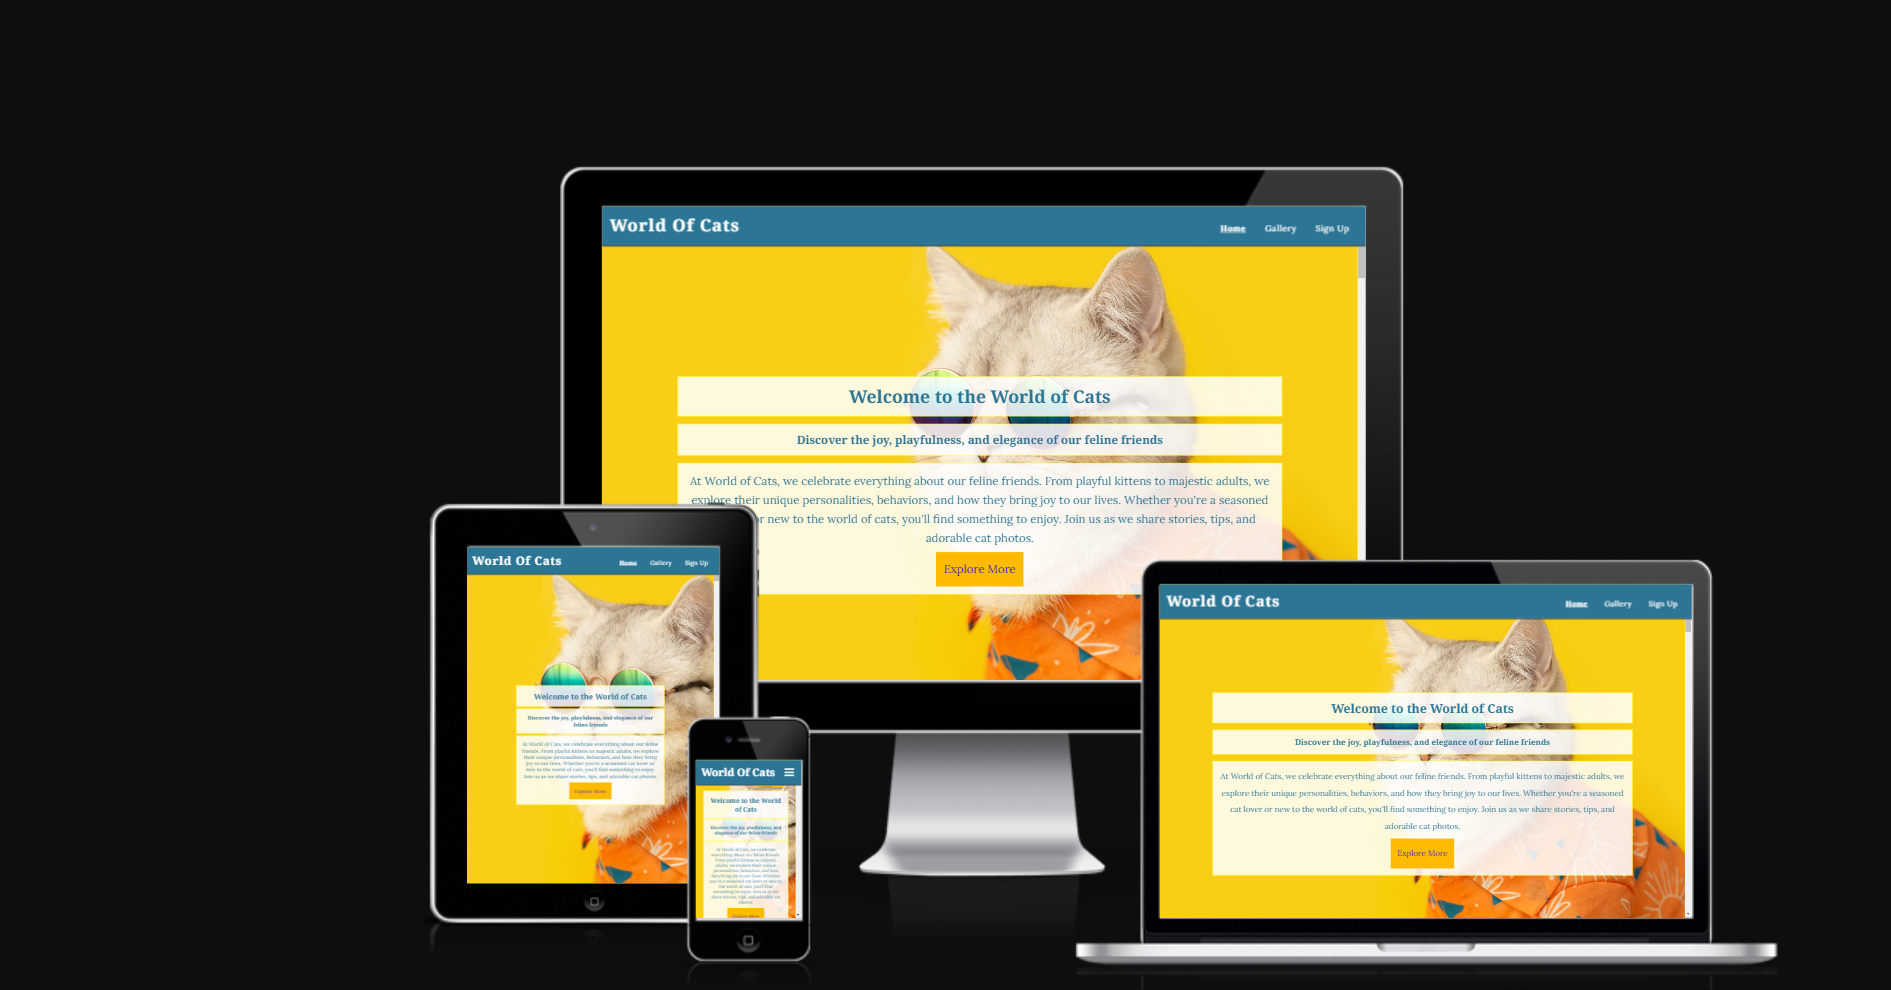 World Of Cats
Home Gallery Sign Up
Welcome to the World of Cats
Discover the joy, playfulness, and elegance of our feline friends
At World of Cats, we celebrate everything about our feline friends. From playful kittens to majestic adults, we
explore their unique personalities, behaviors, and how they bring joy to our lives. Whether you're a seasoned
or new to the world of cats, you'll find something to enjoy. Join us as we share stories, tips, and
adorable cat photos.
Explore More
World Of Cats
Home Gallery Sign Up
Welcome to the World of Cats
Discover the joy, playfulness, and elegance of our
feline friends
At World of Cats, we celebrate everything about our feline
friends. From playful kittens to majestic adults, we explore
their unique personalities, behaviors, and how they bring
joy to our lives. Whether you're a seasoned cat lover or
new to the world of cats, you'll find something to enjoy.
Join us as we share stories, tips, and adorable cat photos.
Explore More
World Of Cats
Welcome to the World
of Cats
Discover the joy, playfulness, and
elegance of our feline friends
At World of Cats, we celebrate
everything about our feline friends.
From playful kittens to majestic
adults, we explore their unique
personalities, behaviors, and how
they bring joy to our lives. Whether
you're a seasoned cat lover or new to
the world of cats, you'll find
something to enjoy. Join us as we
share stories, tips, and adorable cat
photos.
Explore More
World Of Cats
Home Gallery Sign Up
Welcome to the World of Cats
Discover the joy, playfulness, and elegance of our feline friends
At World of Cats, we celebrate everything about our feline friends. From playful kittens to majestic adults, we
explore their unique personalities, behaviors, and how they bring joy to our lives. Whether you're a seasoned
cat lover or new to the world of cats, you'll find something to enjoy. Join us as we share stories, tips, and
adorable cat photos.
Explore More